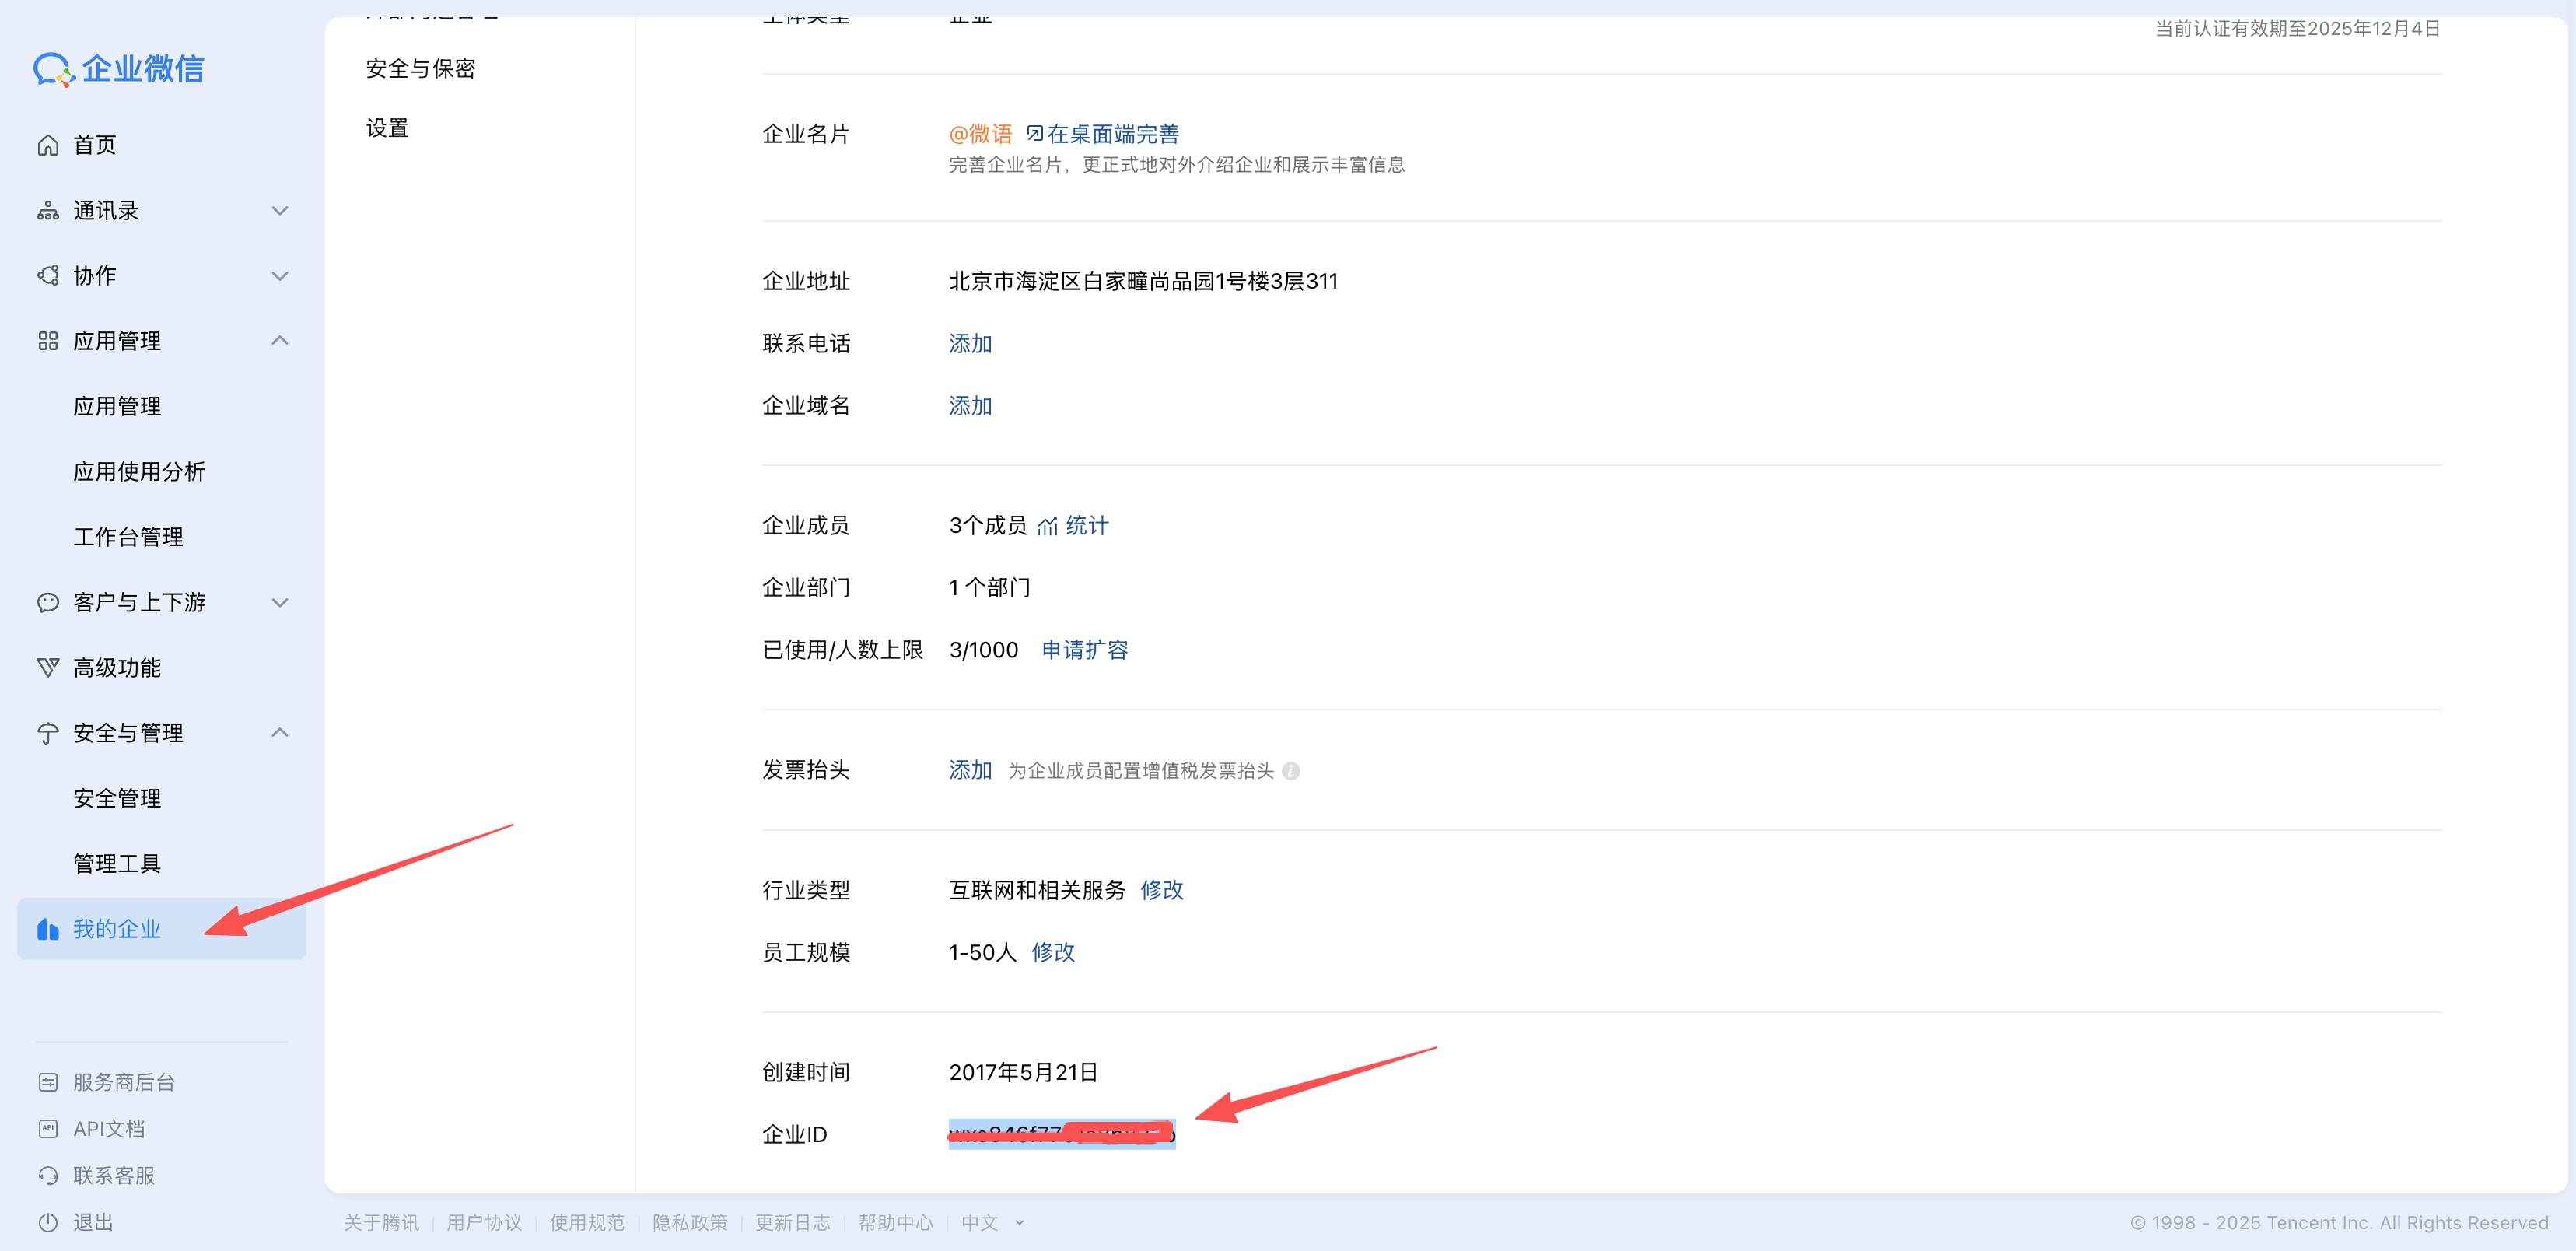 企业微信
首页
通讯录
协作
应用管理
应用管理
应用使用分析
工作台管理
客户与上下游
高级功能
安全与管理
安全管理
管理工具
我的企业
服务商后台
API文档
联系客服
退出
安全与保密
设置
当前认证有效期至2025年12月4日
企业名片 @微语 在桌面端完善
完善企业名片，更正式地对外介绍企业和展示丰富信息
企业地址 北京市海淀区白家疃尚品园1号楼3层311
联系电话 添加
企业域名 添加
企业成员 3个成员 统计
企业部门 1 个部门
已使用/人数上限 3/1000 申请扩容
发票抬头 添加 为企业成员配置增值税发票抬头
行业类型 互联网和相关服务 修改
员工规模 1-50人 修改
创建时间 2017年5月21日
企业ID
关于腾讯 用户协议 使用规范 隐私政策 更新日志 帮助中心 中文
© 1998 - 2025 Tencent Inc. All Rights Reserved